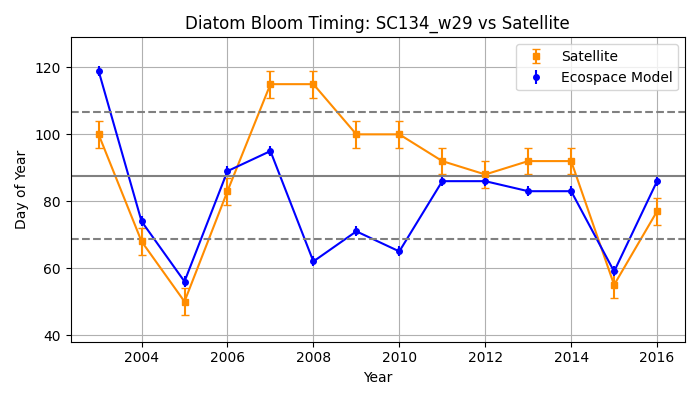 Diatom Bloom Timing: SC134_w29 vs Satellite
Satellite
Ecospace Model
Day of Year
120
100
80
60
40
2004 2006 2008 2010 2012 2014 2016
Year